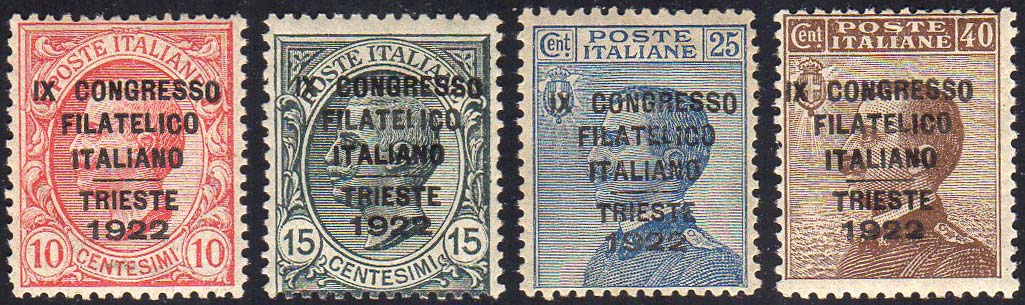 POSTE ITALIANE
IX CONGRESSO
FILATELICO
ITALIANO
TRIESTE
1922
10 CENTESIMI 10
POSTE ITALIANE
IX CONGRESSO
FILATELICO
ITALIANO
TRIESTE
1922
15 CENTESIMI 15
Cent POSTE ITALIANE 25
IX CONGRESSO
FILATELICO
ITALIANO
TRIESTE
1922
Cent POSTE ITALIANE 40
IX CONGRESSO
FILATELICO
ITALIANO
TRIESTE
1922